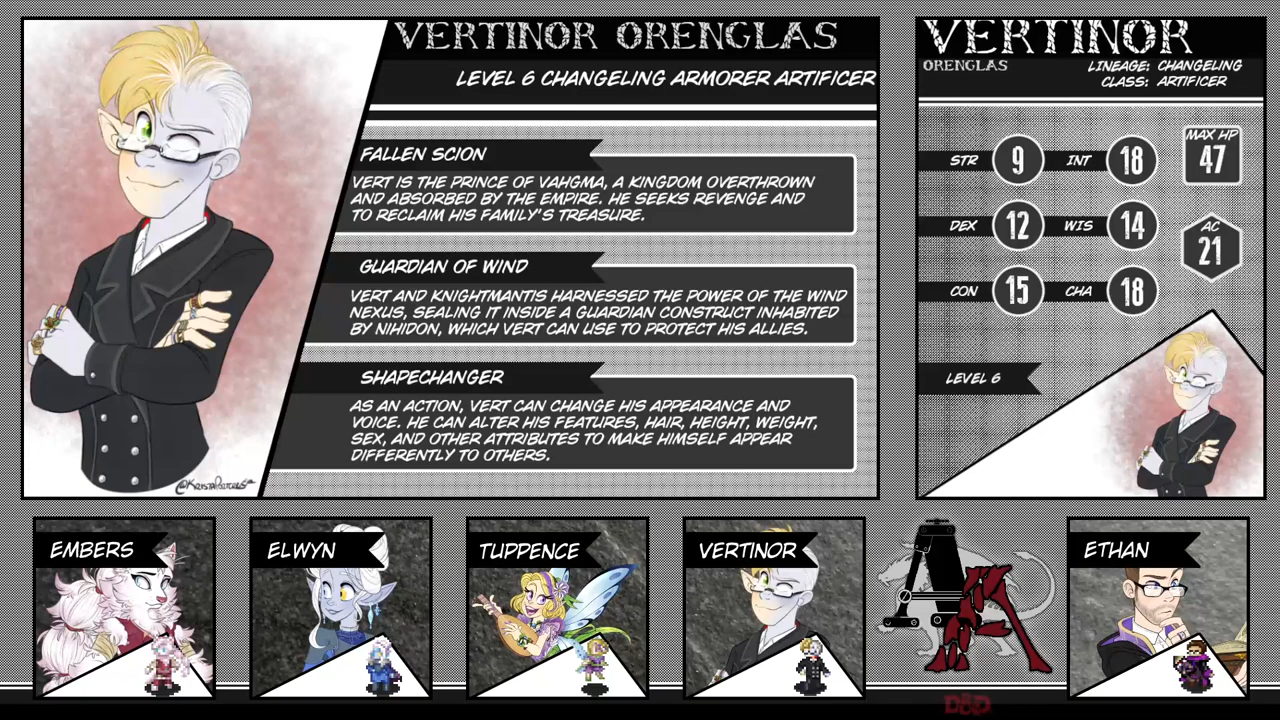 VERTINOR ORENGLAS
LEVEL 6 CHANGELING ARMORER ARTIFICER
FALLEN SCION
VERT IS THE PRINCE OF VAHGMA, A KINGDOM OVERTHROWN
AND ABSORBED BY THE EMPIRE. HE SEEKS REVENGE AND
TO RECLAIM HIS FAMILY'S TREASURE.
GUARDIAN OF WIND
VERT AND KNIGHTMANTIS HARNESSED THE POWER OF THE WIND
NEXUS, SEALING IT INSIDE A GUARDIAN CONSTRUCT INHABITED
BY NIHIDON, WHICH VERT CAN USE TO PROTECT HIS ALLIES.
SHAPECHANGER
AS AN ACTION, VERT CAN CHANGE HIS APPEARANCE AND
VOICE. HE CAN ALTER HIS FEATURES, HAIR, HEIGHT, WEIGHT,
SEX, AND OTHER ATTRIBUTES TO MAKE HIMSELF APPEAR
DIFFERENTLY TO OTHERS.
VERTINOR
ORENGLAS
LINEAGE: CHANGELING
CLASS: ARTIFICER
STR 9 INT 18
MAX HP
47
DEX 12 WIS 14
AC
21
CON 15 CHA 18
LEVEL 6
EMBERS
ELWYN
TUPPENCE
VERTINOR
ETHAN
D&D